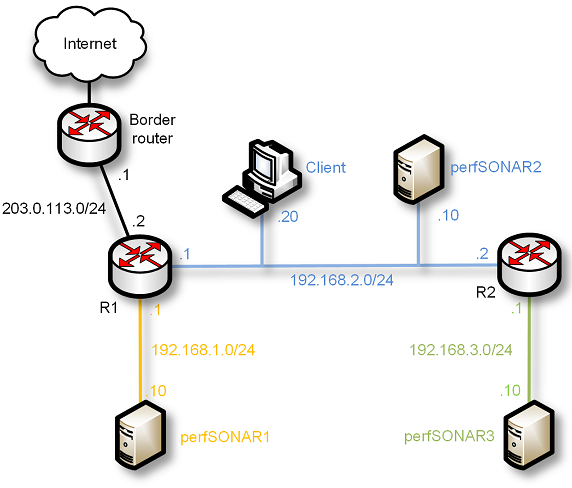 Internet
Border
router
.1
203.0.113.0/24
.2
Client
perfSONAR2
.20
.10
.1
192.168.2.0/24
.2
R1
R2
.1
192.168.1.0/24
.10
perfSONAR1
.1
192.168.3.0/24
.10
perfSONAR3